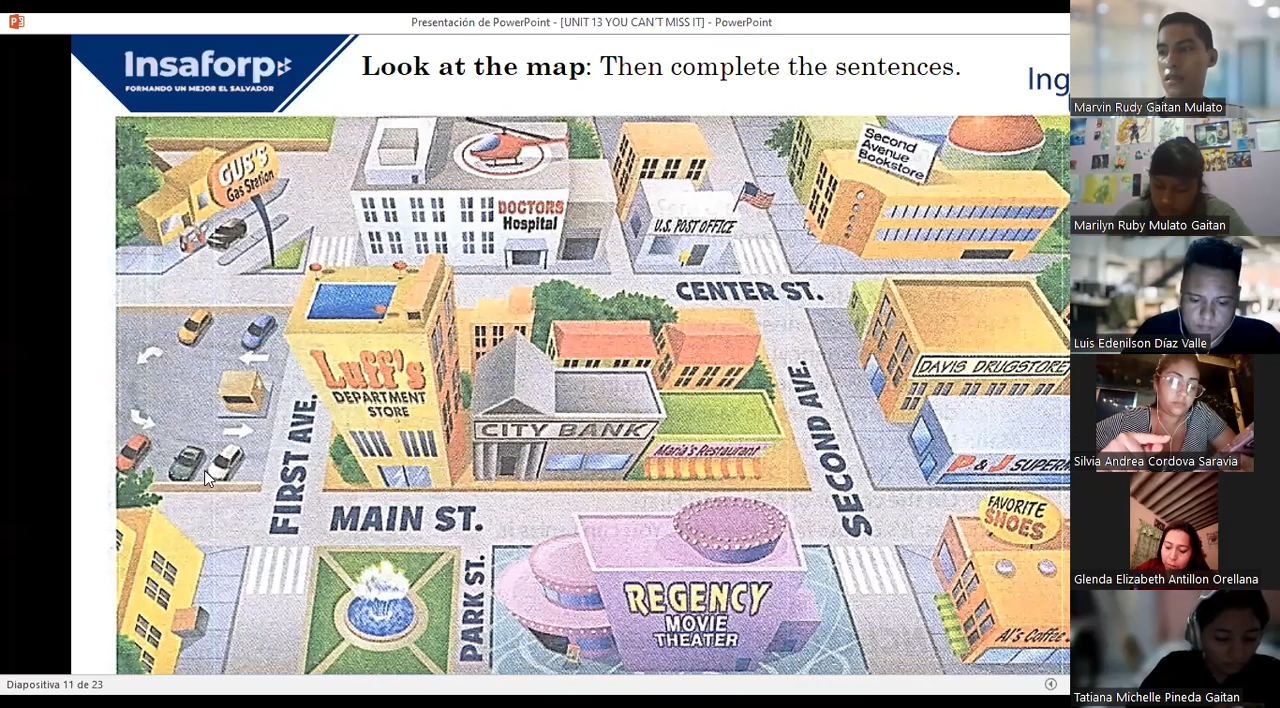 Presentación de PowerPoint - [UNIT 13 YOU CAN'T MISS IT] - PowerPoint
Insaforp
FORMANDO UN MEJOR EL SALVADOR
Look at the map: Then complete the sentences.
Ing
GUS'S
Gas Station
DOCTORS
Hospital
U.S. POST OFFICE
Second
Avenue
Bookstore
CENTER ST.
Luff's
DEPARTMENT
STORE
CITY BANK
Maria's Restaurant
DAVIS DRUGSTORE
P & J SUPERM
FIRST AVE.
SECOND AVE.
MAIN ST.
PARK ST.
REGENCY
MOVIE
THEATER
FAVORITE
SHOES
Al's Coffee
Diapositiva 11 de 23
Marvin Rudy Gaitan Mulato
Marilyn Ruby Mulato Gaitan
Luis Edenilson Díaz Valle
Silvia Andrea Cordova Saravia
Glenda Elizabeth Antillon Orellana
Tatiana Michelle Pineda Gaitan